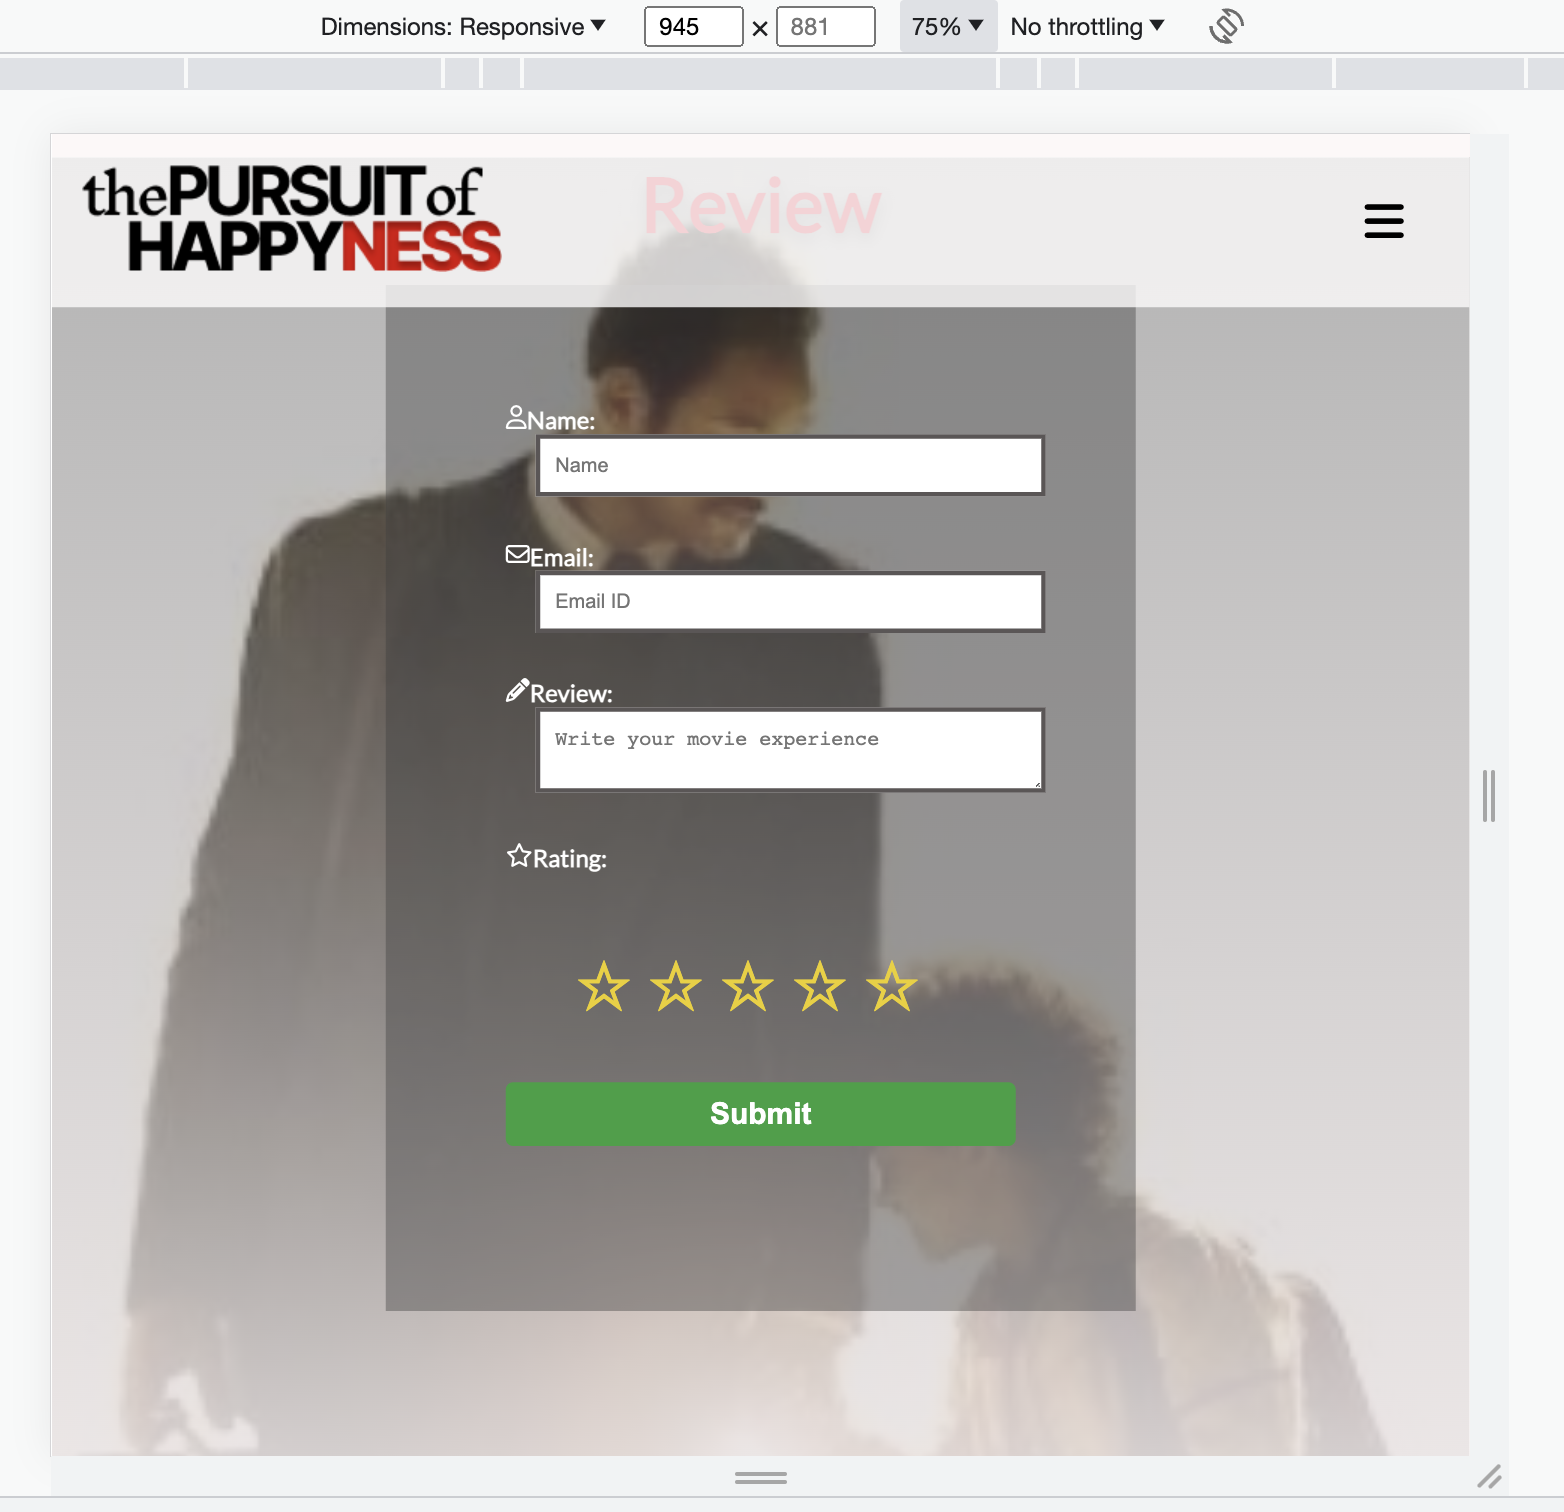 Dimensions: Responsive ▼ 945 × 881 75% ▼ No throttling ▼
thePURSUITof
HAPPYNESS
Review
Name:
Name
Email:
Email ID
Review:
Write your movie experience
Rating:
Submit